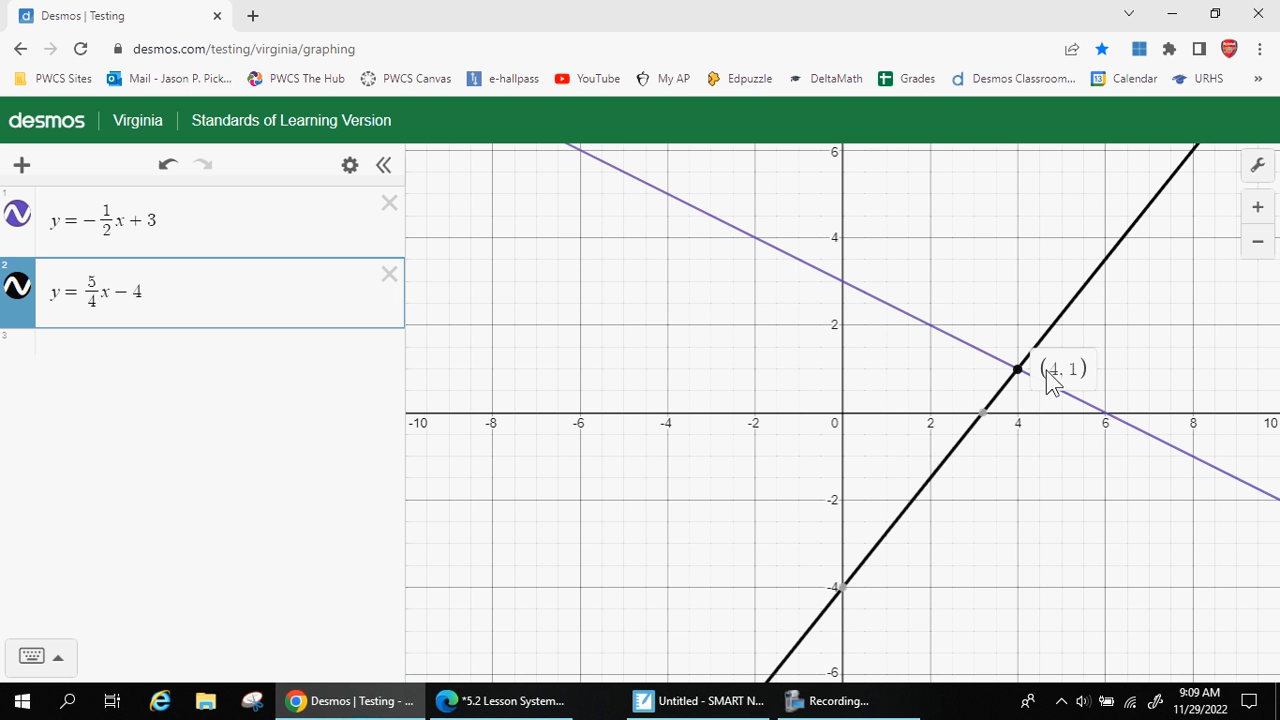 Desmos | Testing
desmos.com/testing/virginia/graphing
PWCS Sites Mail - Jason P. Pick... PWCS The Hub PWCS Canvas e-hallpass YouTube My AP Edpuzzle DeltaMath Grades Desmos Classroom... Calendar URHS »
desmos Virginia Standards of Learning Version
1
y = -1/2 x + 3
2
y = 5/4 x - 4
3
6
4
2
(4, 1)
-10 -8 -6 -4 -2 0 2 4 6 8 10
-2
-4
-6
Desmos | Testing - ... *5.2 Lesson System... Untitled - SMART N... Recording...
9:09 AM
11/29/2022